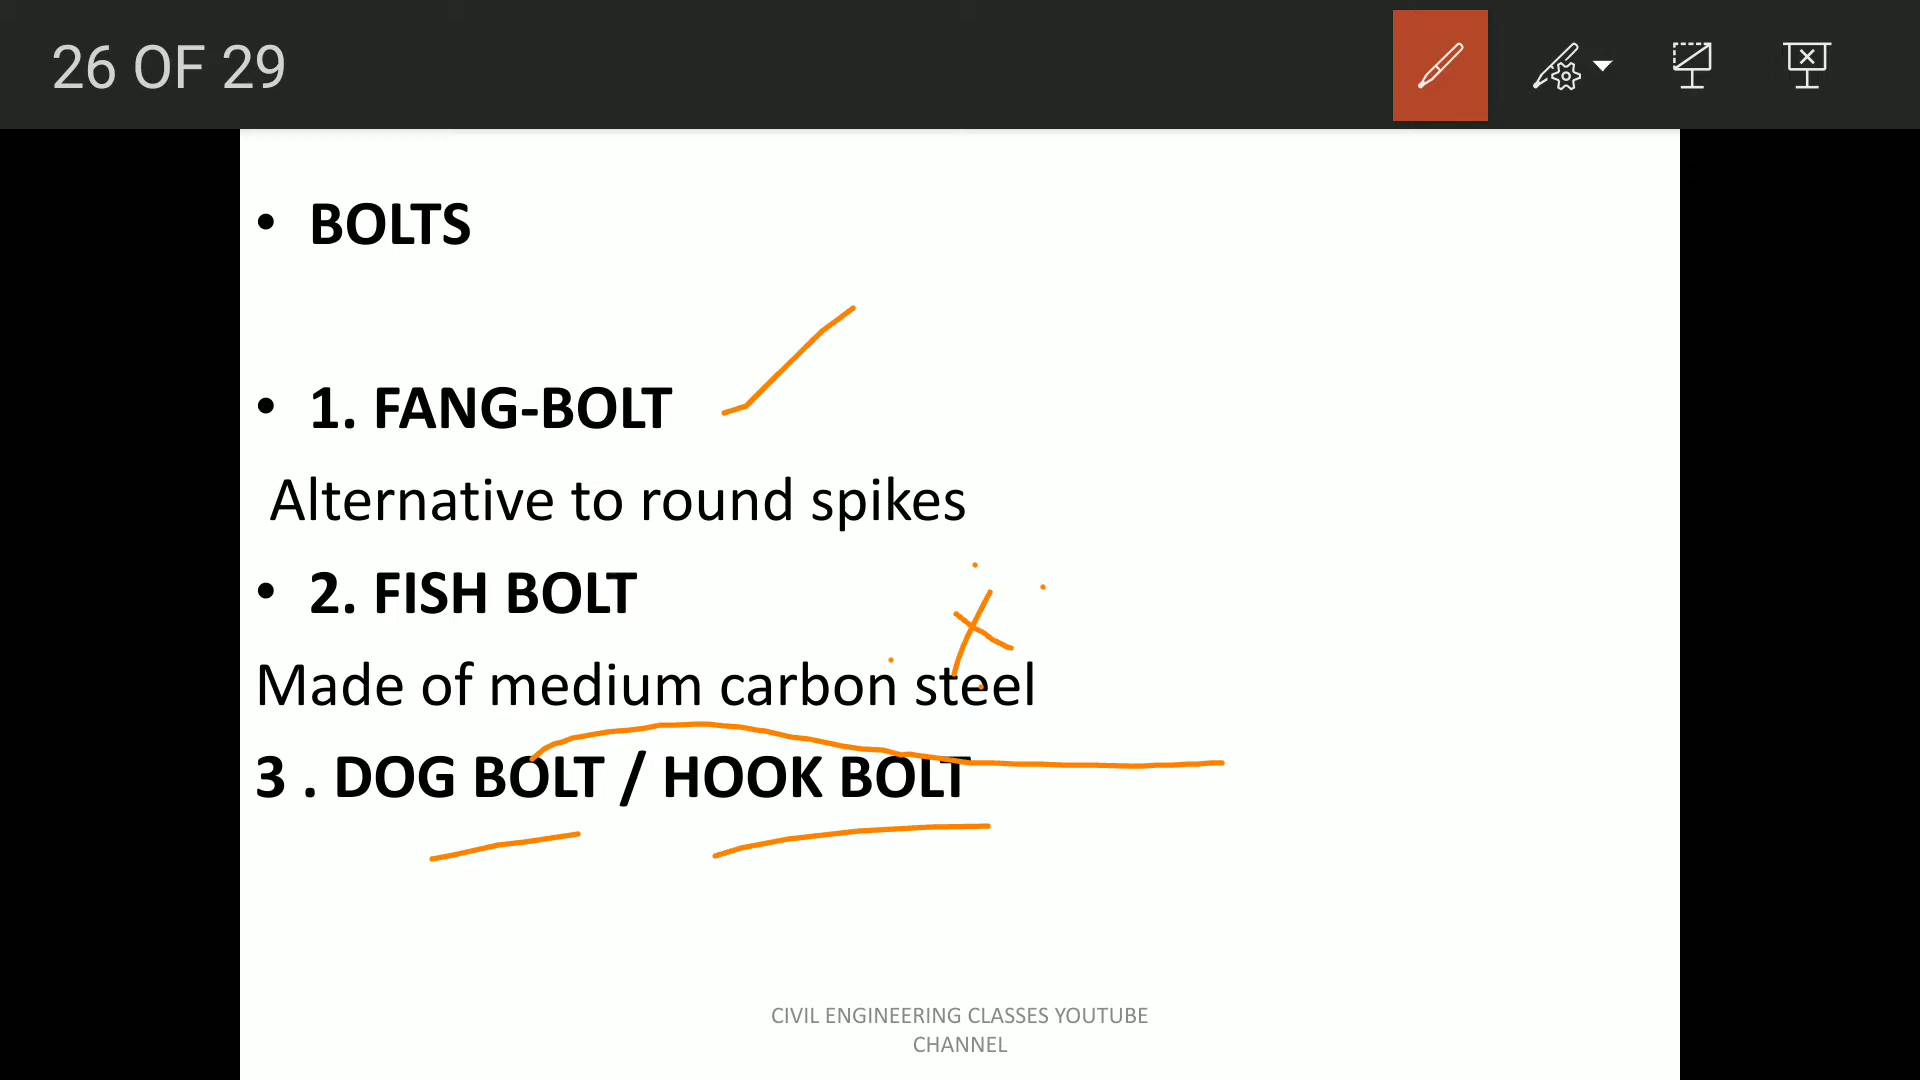 26 OF 29
• BOLTS
• 1. FANG-BOLT
Alternative to round spikes
• 2. FISH BOLT
Made of medium carbon steel
3 . DOG BOLT / HOOK BOLT
CIVIL ENGINEERING CLASSES YOUTUBE
CHANNEL